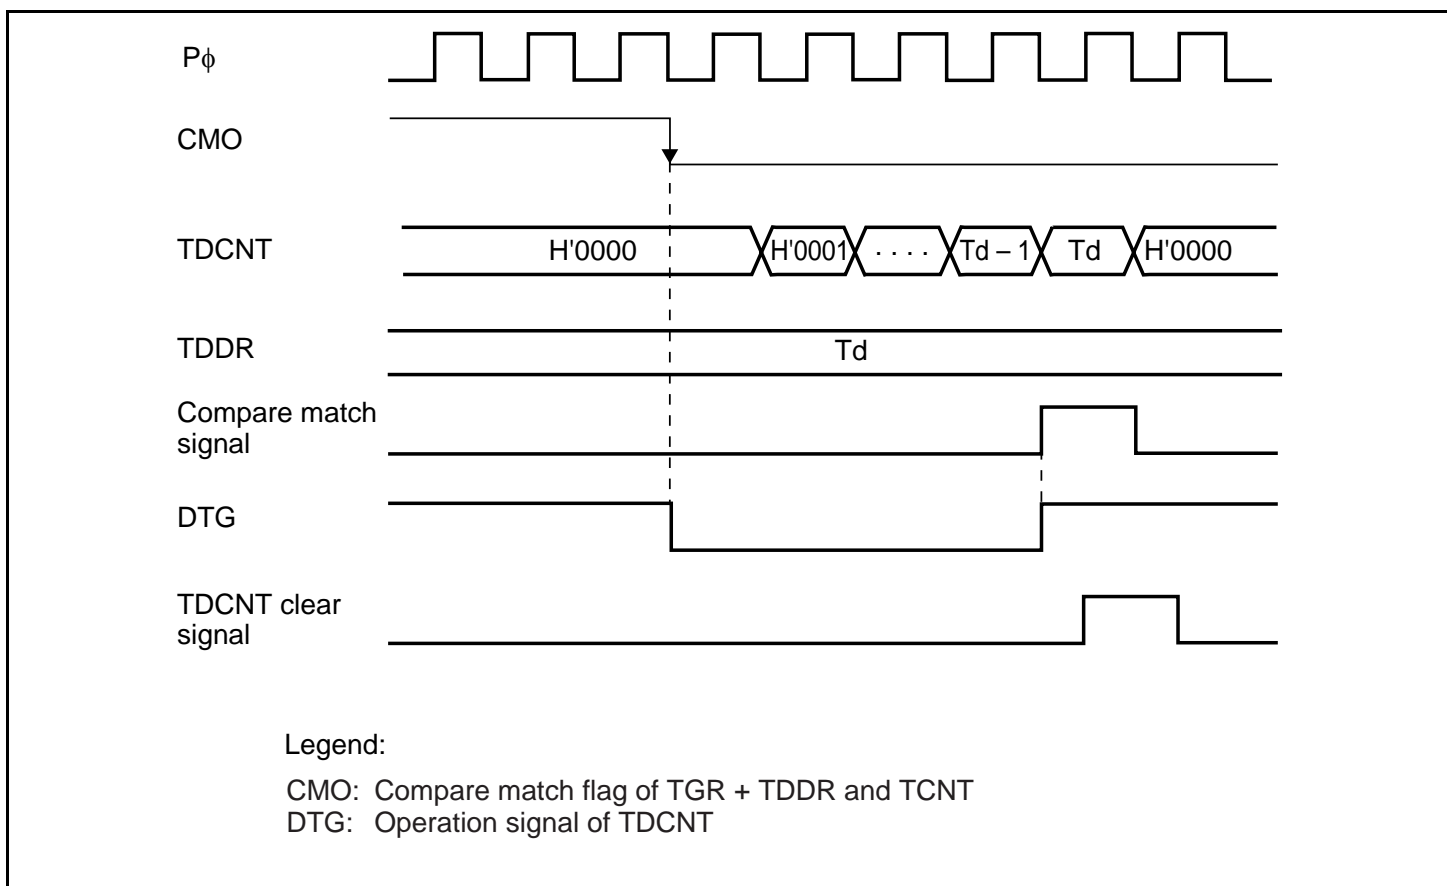 Pϕ
CMO
TDCNT H'0000 H'0001 . . . . Td – 1 Td H'0000
TDDR Td
Compare match
signal
DTG
TDCNT clear
signal
Legend:
CMO: Compare match flag of TGR + TDDR and TCNT
DTG: Operation signal of TDCNT